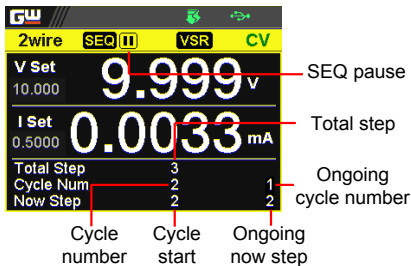 GW
2wire SEQ VSR CV
V Set
10.000
9.999 V
I Set
0.5000
0.0033 mA
Total Step 3
Cycle Num 2 1
Now Step 2 2
SEQ pause
Total step
Ongoing
cycle number
Cycle
number
Cycle
start
Ongoing
now step